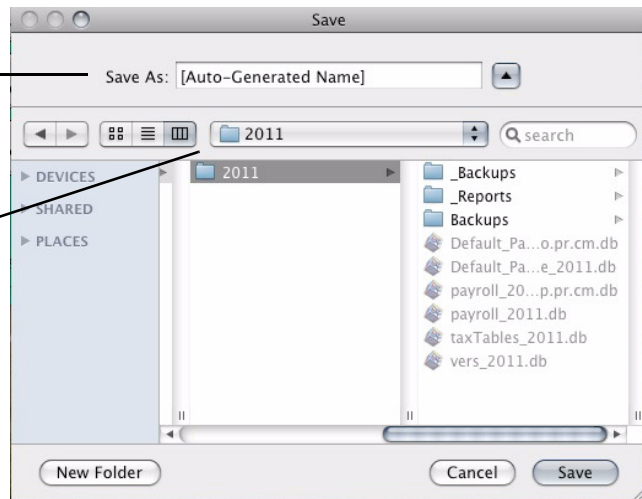 Save
Save As: [Auto-Generated Name]
2011
search
DEVICES
SHARED
PLACES
2011
_Backups
_Reports
Backups
Default_Pa...o.pr.cm.db
Default_Pa...e_2011.db
payroll_20...p.pr.cm.db
payroll_2011.db
taxTables_2011.db
vers_2011.db
New Folder
Cancel
Save